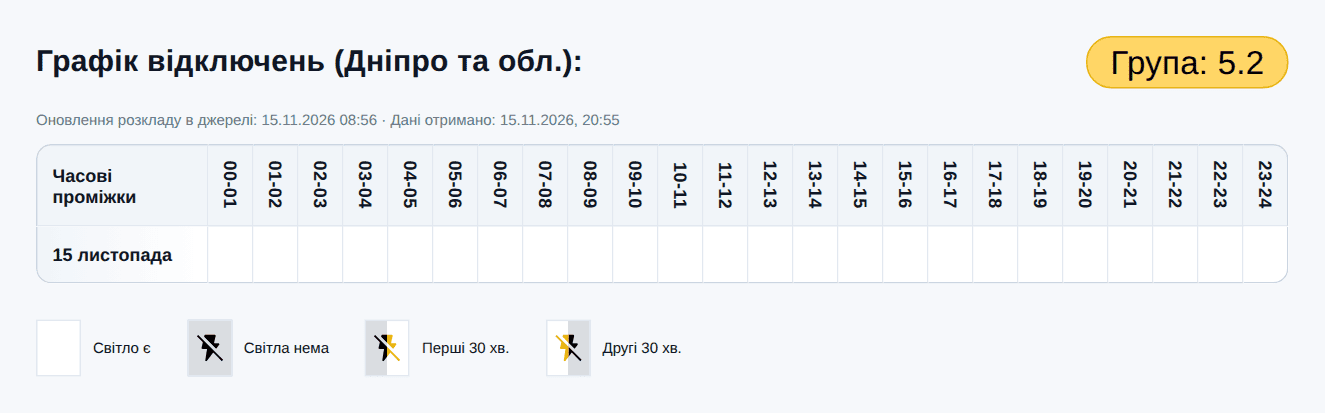 Графік відключень (Дніпро та обл.):
Група: 5.2
Оновлення розкладу в джерелі: 15.11.2026 08:56 · Дані отримано: 15.11.2026, 20:55
Часові
проміжки
00-01
01-02
02-03
03-04
04-05
05-06
06-07
07-08
08-09
09-10
10-11
11-12
12-13
13-14
14-15
15-16
16-17
17-18
18-19
19-20
20-21
21-22
22-23
23-24
15 листопада
Світло є
Світла нема
Перші 30 хв.
Другі 30 хв.